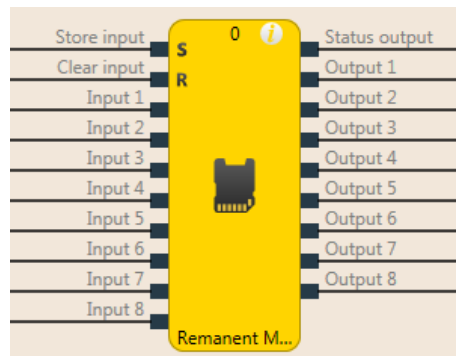 Store input
Clear input
Input 1
Input 2
Input 3
Input 4
Input 5
Input 6
Input 7
Input 8
0 i
S
R
Remanent M...
Status output
Output 1
Output 2
Output 3
Output 4
Output 5
Output 6
Output 7
Output 8